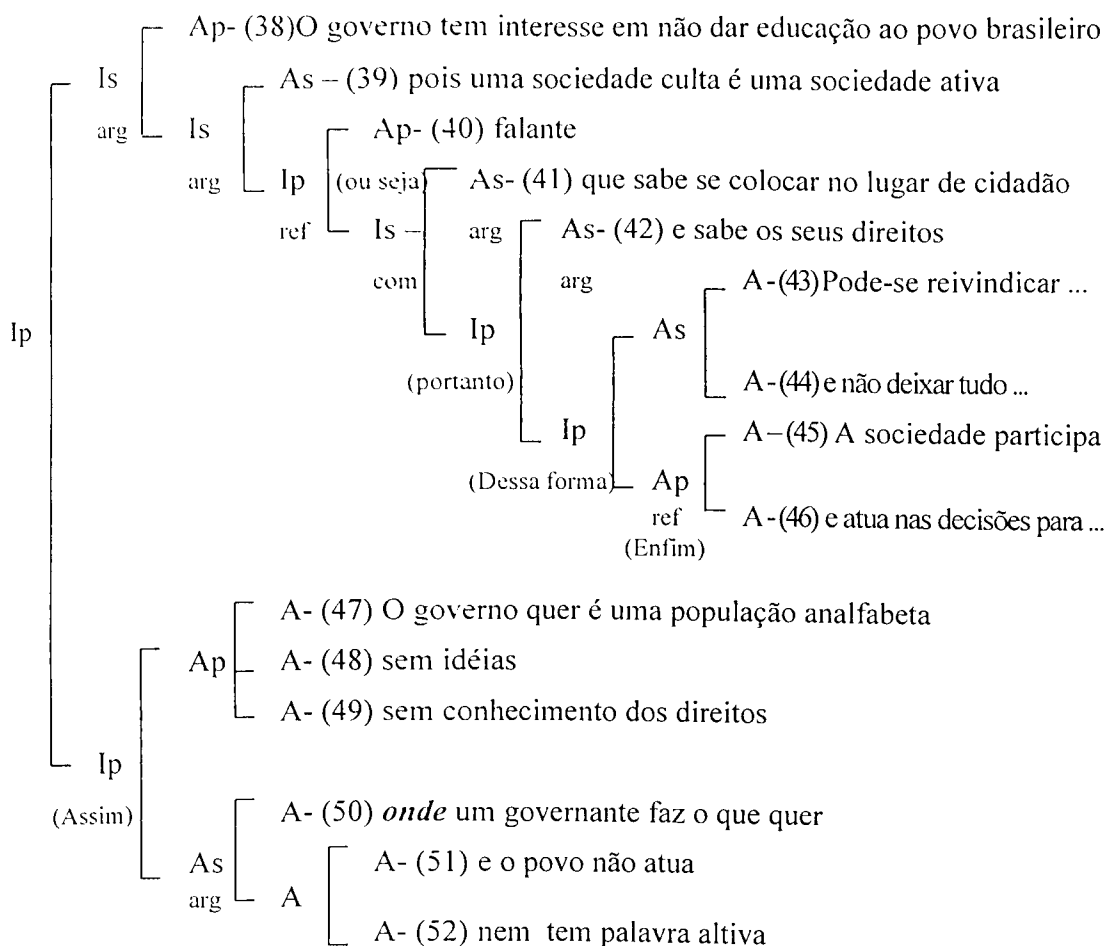 Ap- (38)O governo tem interesse em não dar educação ao povo brasileiro
Is
As – (39) pois uma sociedade culta é uma sociedade ativa
arg
Is
Ap- (40) falante
arg
Ip
(ou seja)
As- (41) que sabe se colocar no lugar de cidadão
ref
Is –
arg
As- (42) e sabe os seus direitos
com
arg
A-(43)Pode-se reivindicar ...
Ip
Ip
As
(portanto)
A-(44) e não deixar tudo ...
Ip
A–(45) A sociedade participa
(Dessa forma)
Ap
ref
A-(46) e atua nas decisões para ...
(Enfim)
A- (47) O governo quer é uma população analfabeta
Ap
A- (48) sem idéias
A- (49) sem conhecimento dos direitos
Ip
(Assim)
A- (50) onde um governante faz o que quer
As
A- (51) e o povo não atua
arg
A
A- (52) nem tem palavra altiva